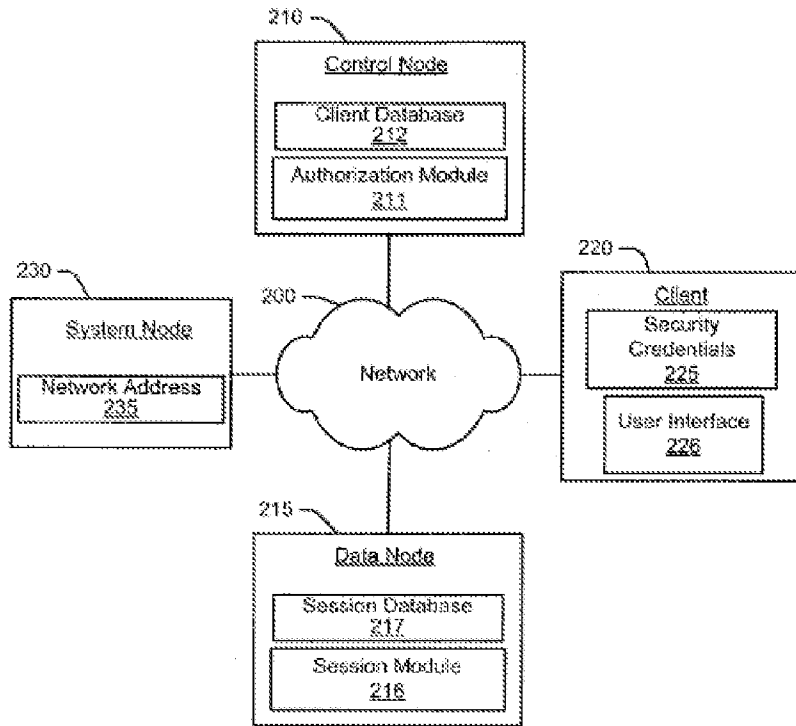 210
Control Node
Client Database
212
Authorization Module
211
230
System Node
Network Address
235
200
Network
220
Client
Security
Credentials
225
User Interface
226
215
Data Node
Session Database
217
Session Module
216